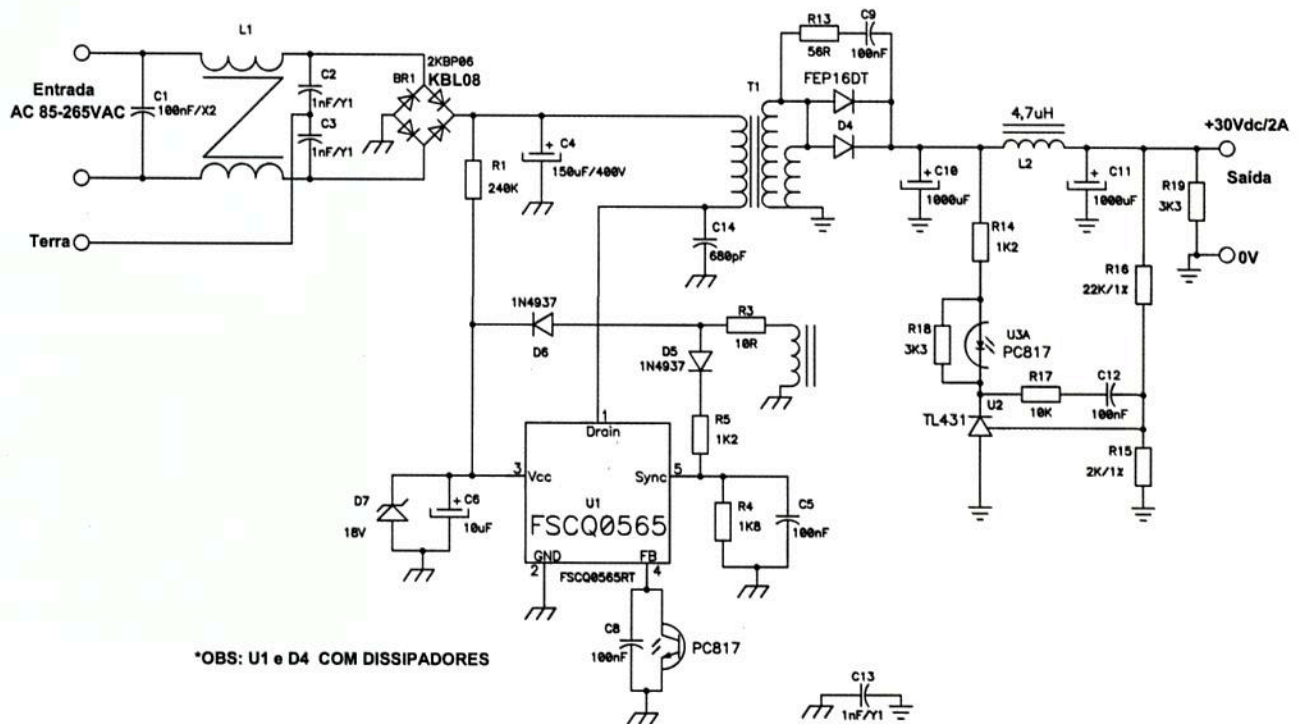 L1
Entrada
AC 85-265VAC
C1
100nF/X2
C2
1nF/Y1
C3
1nF/Y1
Terra
2KBP06
BR1
KBL08
R1
240K
C4
150uF/400V
T1
R13
56R
C9
100nF
FEP16DT
D4
4,7uH
L2
+30Vdc/2A
Saída
C10
1000uF
C11
1000uF
R19
3K3
0V
R14
1K2
R16
22K/1%
C14
680pF
1N4937
D6
R3
10R
D5
1N4937
R5
1K2
R18
3K3
U3A
PC817
R17
10K
C12
100nF
U2
TL431
R15
2K/1%
1
Drain
3
Vcc
Sync
5
U1
FSCQ0565
GND
FB
2
4
FSCQ0565RT
D7
18V
C6
10uF
R4
1K8
C5
100nF
C8
100nF
PC817
*OBS: U1 e D4 COM DISSIPADORES
C13
1nF/Y1